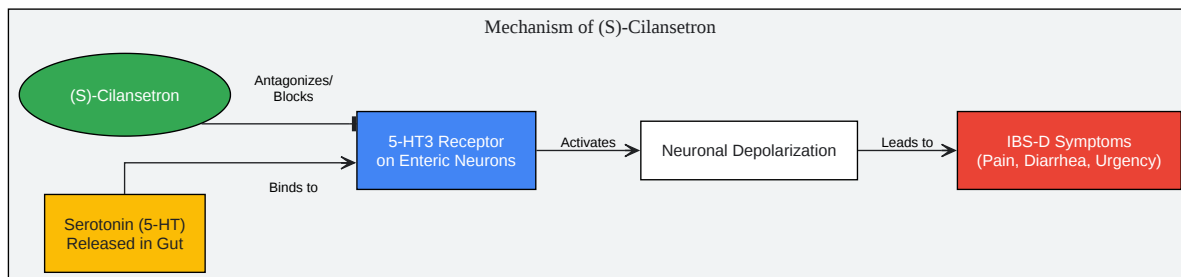 Mechanism of (S)-Cilansetron
(S)-Cilansetron
Antagonizes/
Blocks
5-HT3 Receptor
on Enteric Neurons
Activates
Neuronal Depolarization
Leads to
IBS-D Symptoms
(Pain, Diarrhea, Urgency)
Binds to
Serotonin (5-HT)
Released in Gut